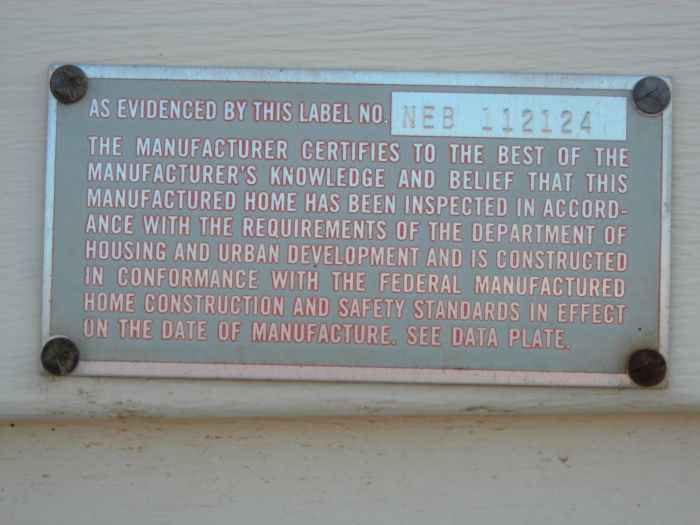 AS EVIDENCED BY THIS LABEL NO. NEB 112124
THE MANUFACTURER CERTIFIES TO THE BEST OF THE
MANUFACTURER'S KNOWLEDGE AND BELIEF THAT THIS
MANUFACTURED HOME HAS BEEN INSPECTED IN ACCORD-
ANCE WITH THE REQUIREMENTS OF THE DEPARTMENT OF
HOUSING AND URBAN DEVELOPMENT AND IS CONSTRUCTED
IN CONFORMANCE WITH THE FEDERAL MANUFACTURED
HOME CONSTRUCTION AND SAFETY STANDARDS IN EFFECT
ON THE DATE OF MANUFACTURE. SEE DATA PLATE.